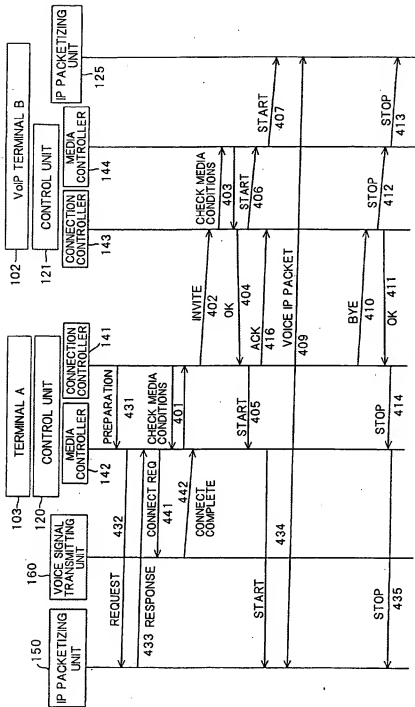 102
VoIP TERMINAL B
121
CONTROL UNIT
CONNECTION CONTROLLER
143
MEDIA CONTROLLER
144
IP PACKETIZING UNIT
125
103
TERMINAL A
120
CONTROL UNIT
MEDIA CONTROLLER
142
CONNECTION CONTROLLER
141
160
VOICE SIGNAL TRANSMITTING UNIT
150
IP PACKETIZING UNIT
PREPARATION
431
REQUEST
432
433
RESPONSE
CONNECT REQ
441
442
CONNECT COMPLETE
CHECK MEDIA CONDITIONS
401
INVITE
402
CHECK MEDIA CONDITIONS
403
OK
404
START
405
START
406
START
407
ACK
416
START
434
VOICE IP PACKET
409
BYE
410
OK
411
STOP
412
STOP
413
STOP
414
STOP
435